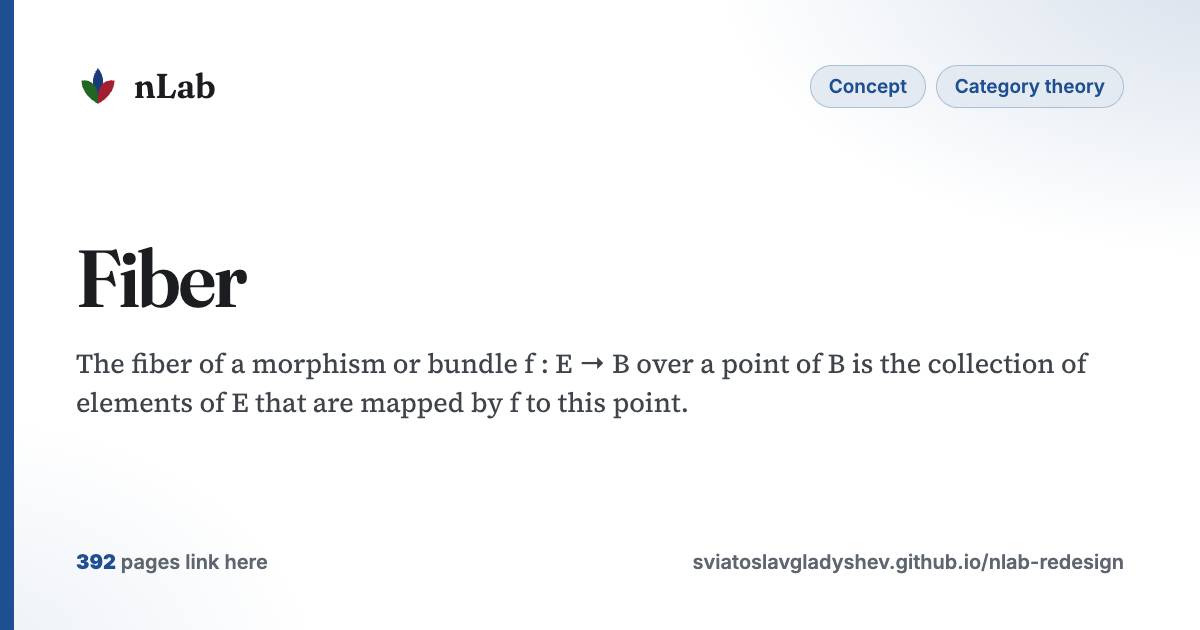 nLab
Concept
Category theory
Fiber
The fiber of a morphism or bundle f : E → B over a point of B is the collection of
elements of E that are mapped by f to this point.
392 pages link here
sviatoslavgladyshev.github.io/nlab-redesign